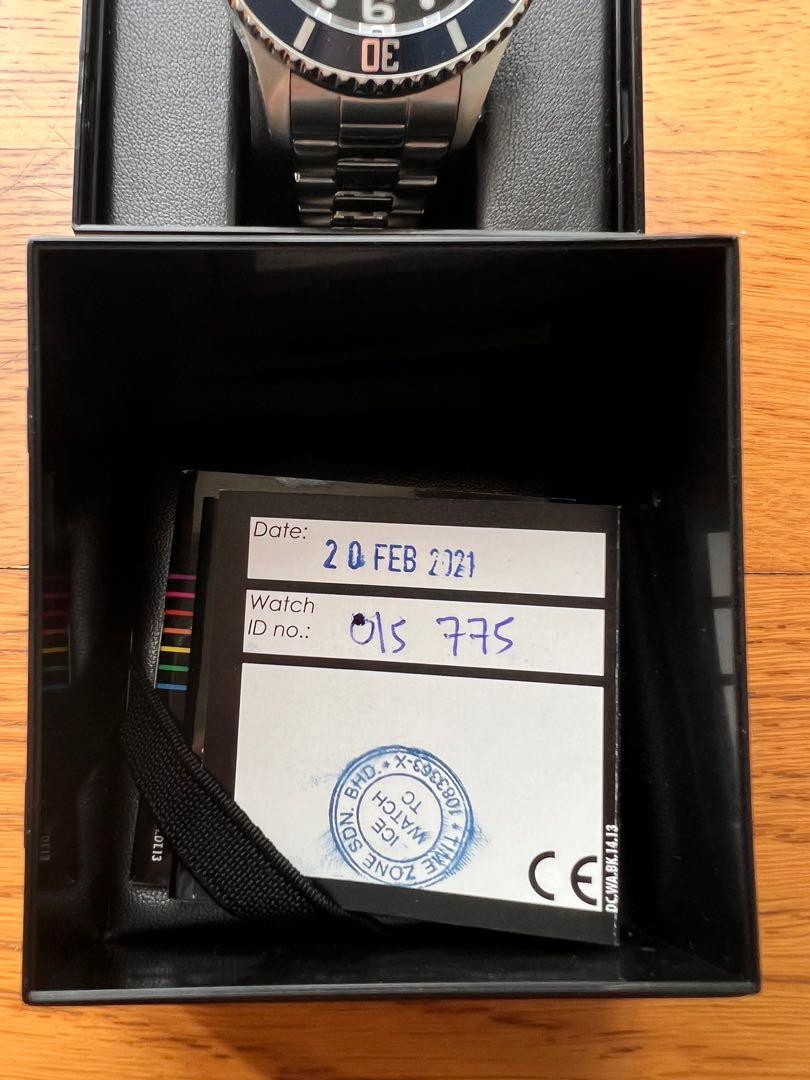 30
Date: 20 FEB 2021
Watch
ID no.: 015 775
TIME ZONE SDN. BHD. * 1083363-X *
ICE
WATCH
TC
CE
DC.WA.BK.14.13